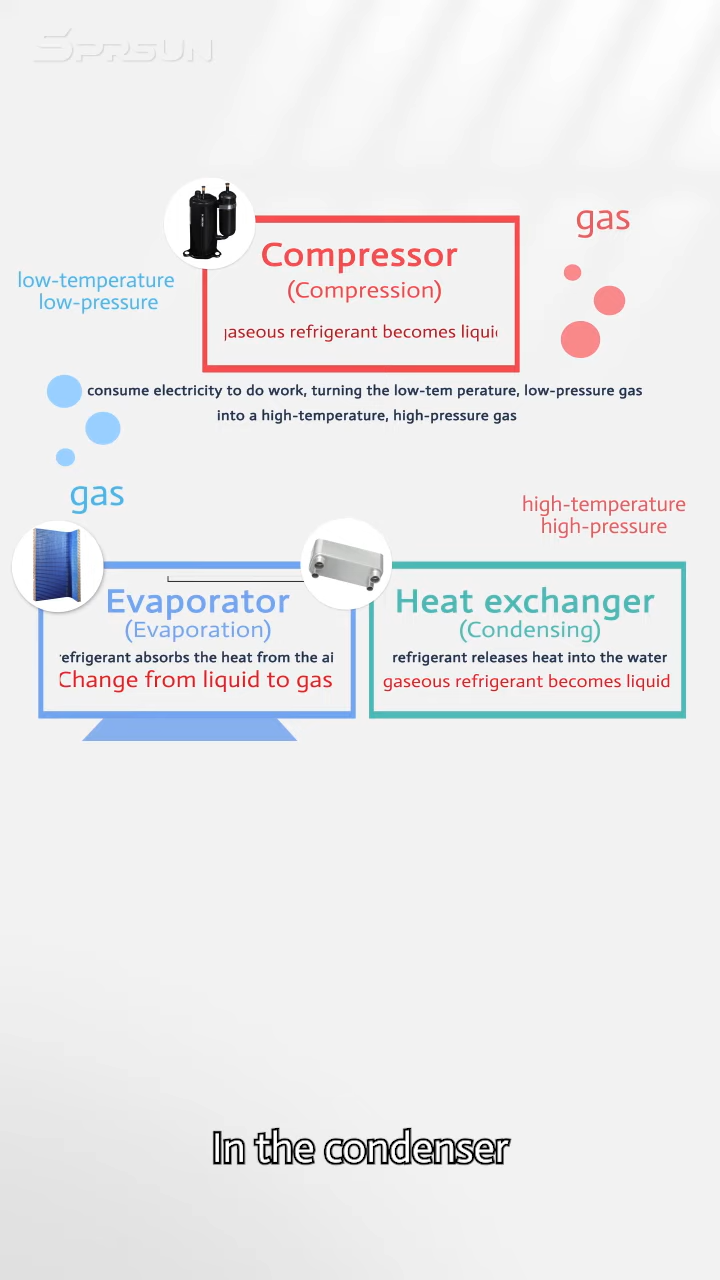 SPRSUN
gas
Compressor
(Compression)
low-temperature
low-pressure
gaseous refrigerant becomes liquid
consume electricity to do work, turning the low-tem perature, low-pressure gas
into a high-temperature, high-pressure gas
gas
high-temperature
high-pressure
Evaporator
(Evaporation)
refrigerant absorbs the heat from the ai
Change from liquid to gas
Heat exchanger
(Condensing)
refrigerant releases heat into the water
gaseous refrigerant becomes liquid
In the condenser